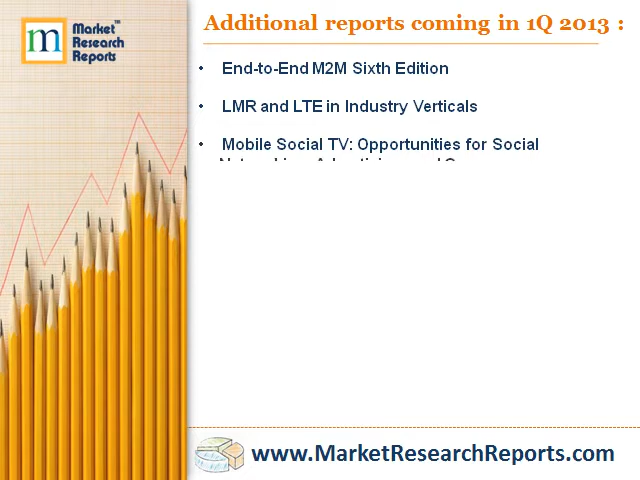 m
Market™
Research
Reports
Additional reports coming in 1Q 2013 :
• End-to-End M2M Sixth Edition
• LMR and LTE in Industry Verticals
• Mobile Social TV: Opportunities for Social
www.MarketResearchReports.com